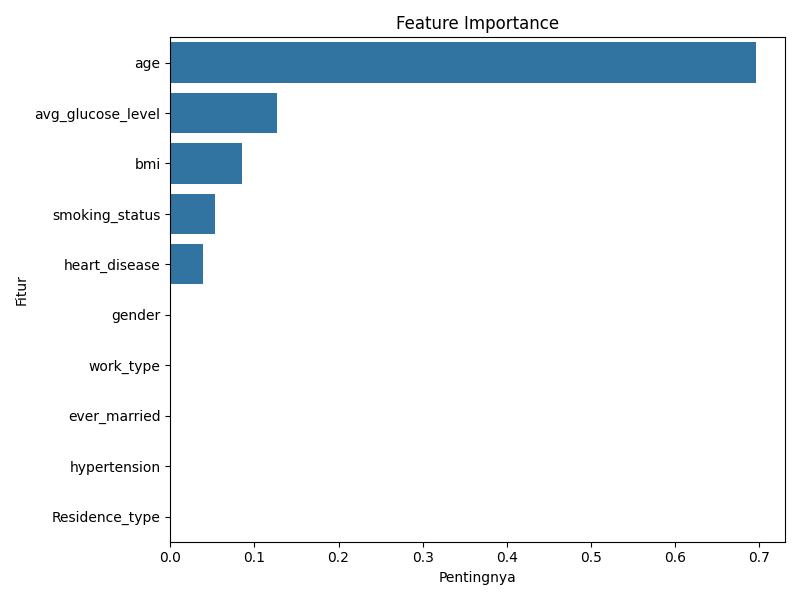 Feature Importance
age
avg_glucose_level
bmi
smoking_status
heart_disease
gender
work_type
ever_married
hypertension
Residence_type
Fitur
0.0 0.1 0.2 0.3 0.4 0.5 0.6 0.7
Pentingnya